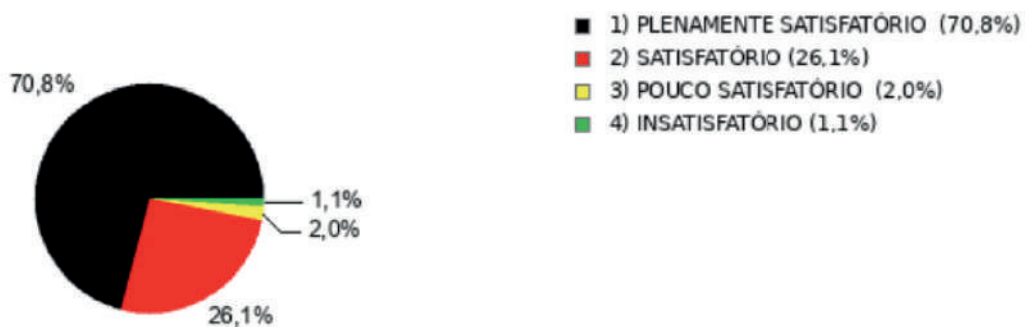 70,8%
1,1%
2,0%
26,1%
1) PLENAMENTE SATISFATÓRIO (70,8%)
2) SATISFATÓRIO (26,1%)
3) POUCO SATISFATÓRIO (2,0%)
4) INSATISFATÓRIO (1,1%)